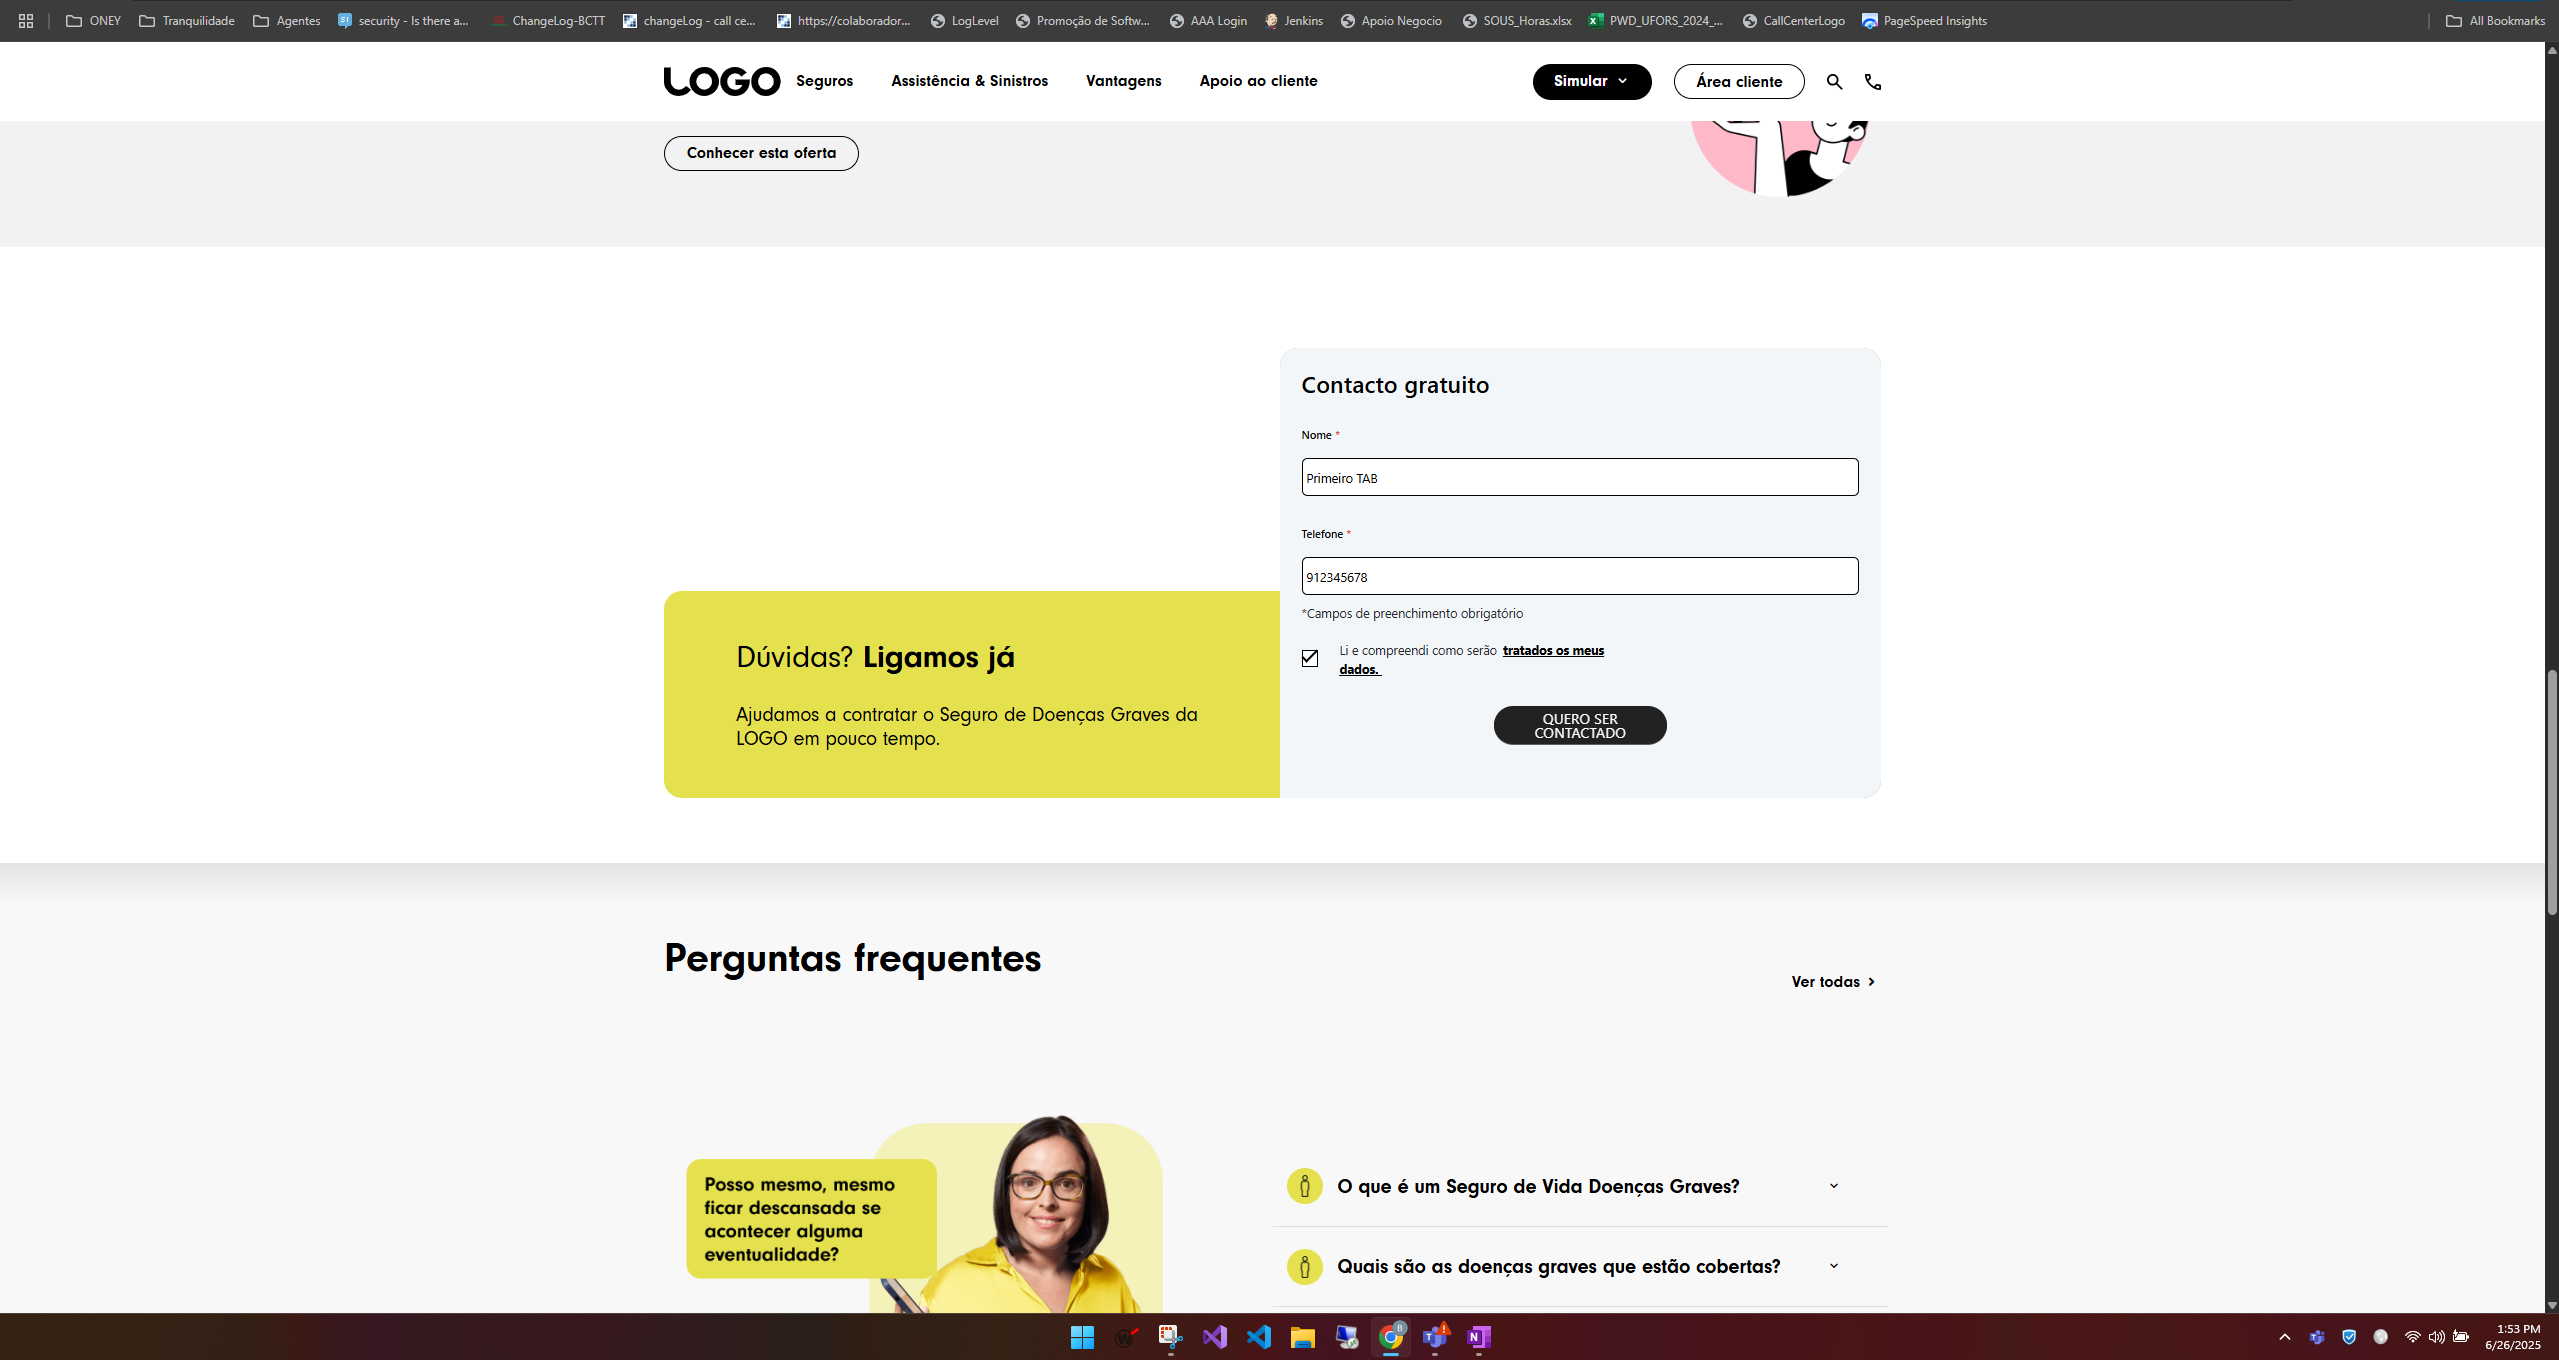 ONEY
Tranquilidade
Agentes
security - Is there a...
ChangeLog-BCTT
changeLog - call ce...
https://colaborador...
LogLevel
Promoção de Softw...
AAA Login
Jenkins
Apoio Negocio
SOUS_Horas.xlsx
PWD_UFORS_2024_...
CallCenterLogo
PageSpeed Insights
All Bookmarks
LOGO
Seguros
Assistência & Sinistros
Vantagens
Apoio ao cliente
Simular
Área cliente
Conhecer esta oferta
Contacto gratuito
Nome *
Primeiro TAB
Telefone *
912345678
*Campos de preenchimento obrigatório
Li e compreendi como serão tratados os meus
dados.
QUERO SER
CONTACTADO
Dúvidas? Ligamos já
Ajudamos a contratar o Seguro de Doenças Graves da
LOGO em pouco tempo.
Perguntas frequentes
Ver todas
Posso mesmo, mesmo
ficar descansada se
acontecer alguma
eventualidade?
O que é um Seguro de Vida Doenças Graves?
Quais são as doenças graves que estão cobertas?
1:53 PM
6/26/2025